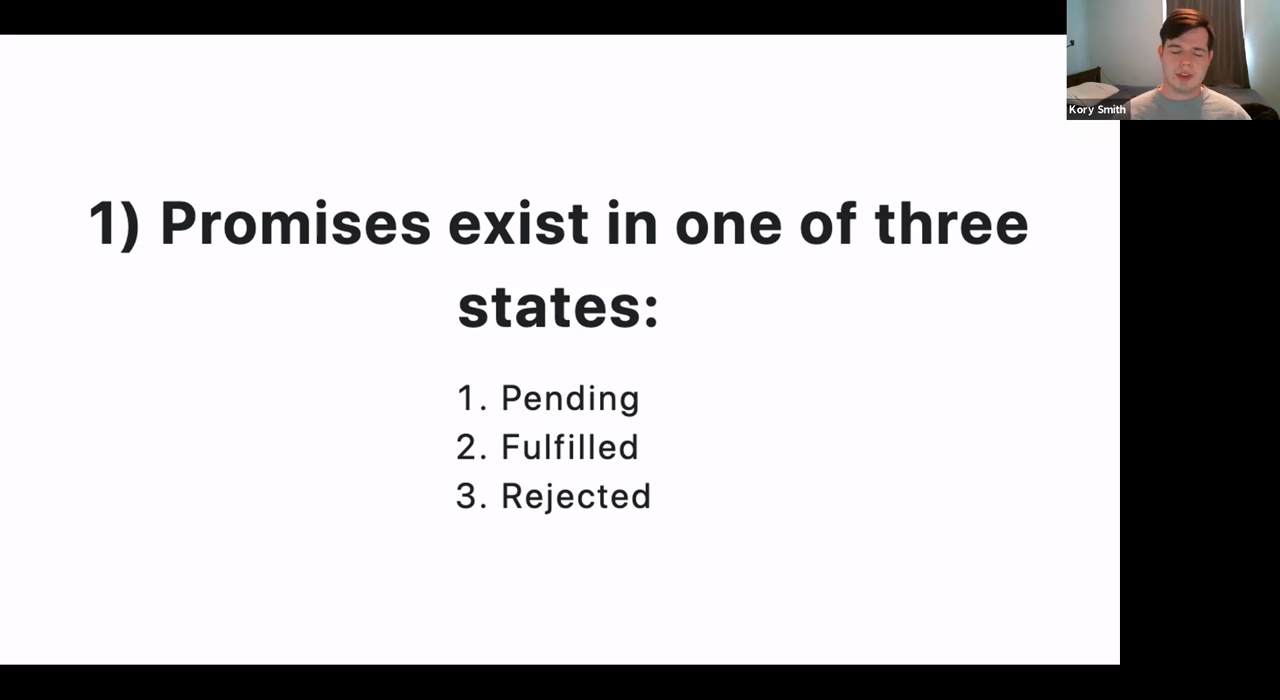 1) Promises exist in one of three
states:
1. Pending
2. Fulfilled
3. Rejected
Kory Smith